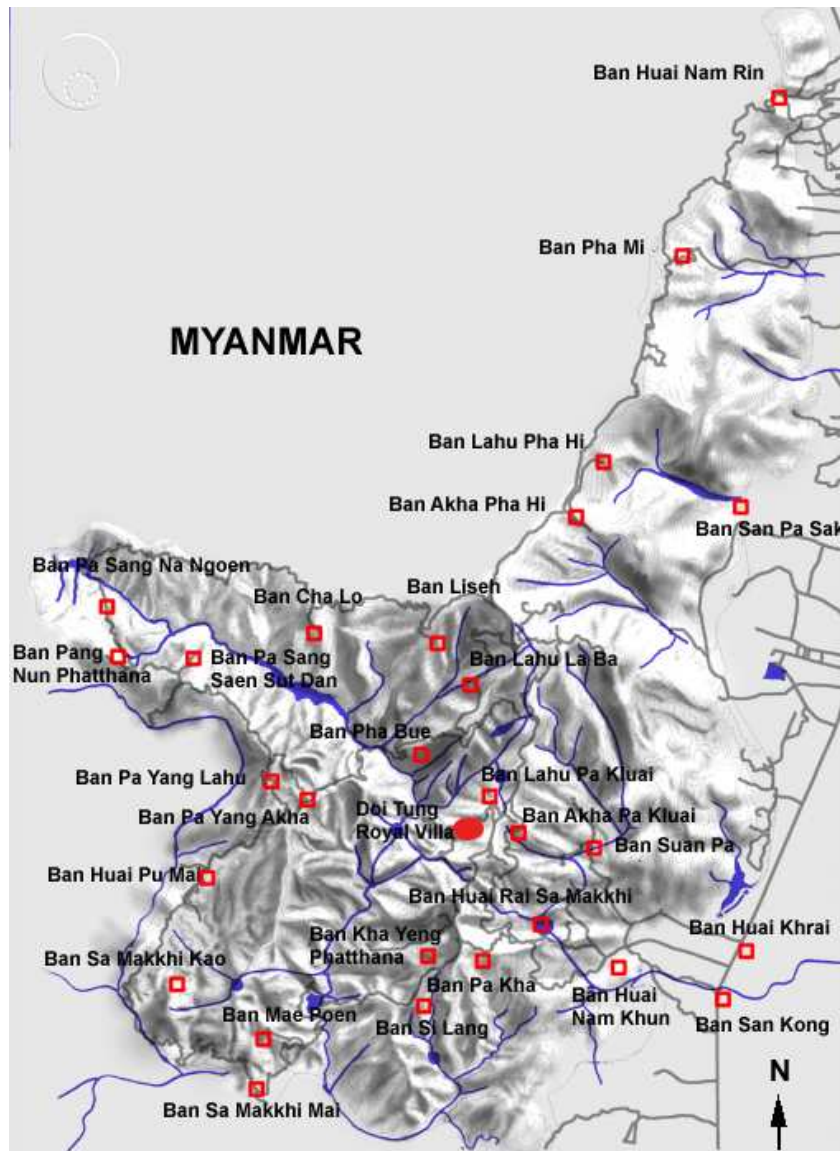 Ban Huai Nam Rin
Ban Pha Mi
MYANMAR
Ban Lahu Pha Hi
Ban Akha Pha Hi
Ban San Pa Sak
Ban Pa Sang Na Ngoen
Ban Cha Lo
Ban Liseh
Ban Pang
Nun Phatthana
Ban Pa Sang
Saen Sut Dan
Ban Lahu La Ba
Ban Pha Bue
Ban Pa Yang Lahu
Ban Lahu Pa Kluai
Ban Pa Yang Akha
Doi Tung
Royal Villa
Ban Akha Pa Kluai
Ban Suan Pa
Ban Huai Pu Mai
Ban Huai Rai Sa Makkhi
Ban Kha Yeng
Phatthana
Ban Huai Khrai
Ban Sa Makkhi Kao
Ban Pa Kha
Ban Huai
Nam Khun
Ban San Kong
Ban Mae Poen
Ban Si Lang
Ban Sa Makkhi Mai
N